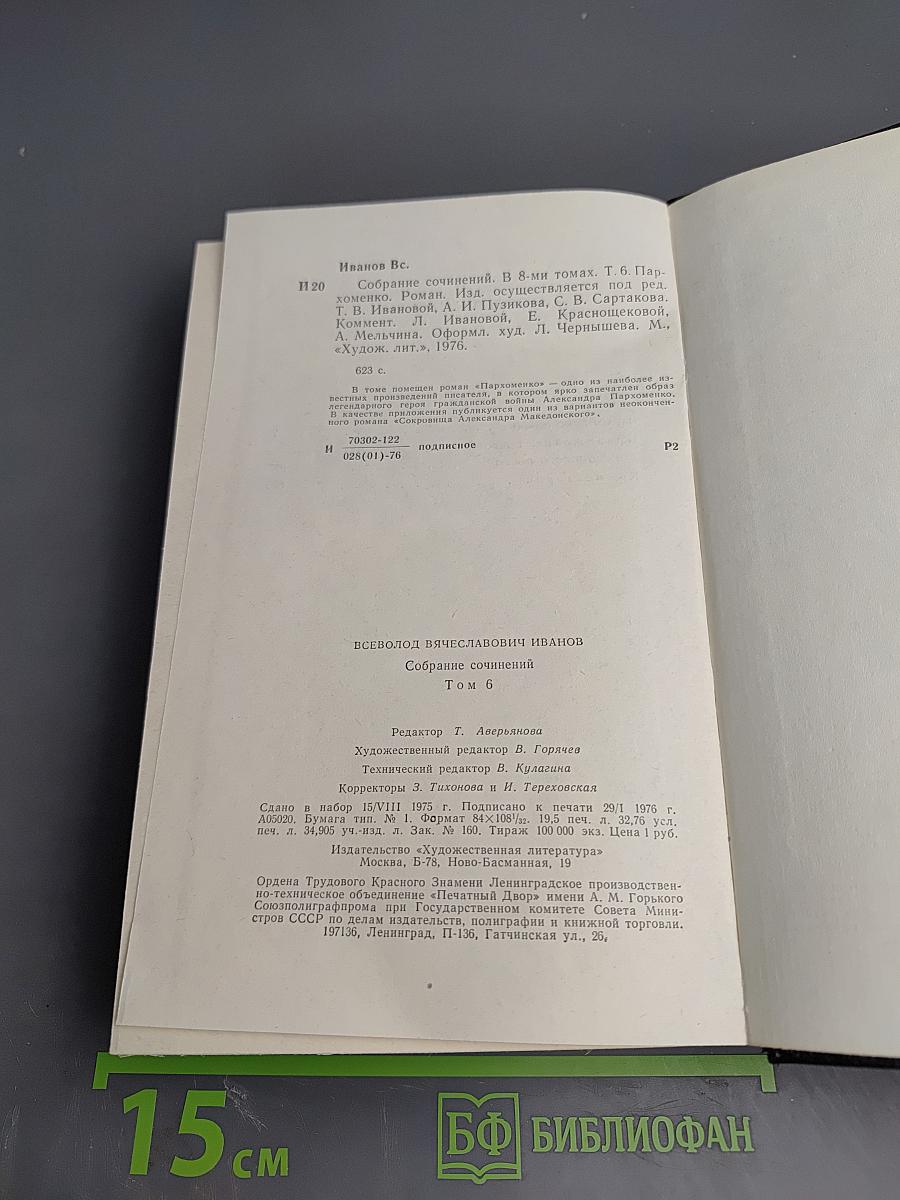 Иванов Вс.
И 20 Собрание сочинений. В 8-ми томах. Т. 6. Пар-
хоменко. Роман. Изд. осуществляется под ред.
Т. В. Ивановой, А. И. Пузикова, С. В. Сартакова.
Коммент. Л. Ивановой, Е. Краснощековой,
А. Мельчина. Оформл. худ. Л. Чернышева. М.,
«Худож. лит.», 1976.
623 с.
В томе помещен роман «Пархоменко» — одно из наиболее из-
вестных произведений писателя, в котором ярко запечатлен образ
легендарного героя гражданской войны Александра Пархоменко.
В качестве приложения публикуется один из вариантов неокончен-
ного романа «Сокровища Александра Македонского».
И 70302-122 подписное Р2
028(01)-76
ВСЕВОЛОД ВЯЧЕСЛАВОВИЧ ИВАНОВ
Собрание сочинений
Том 6
Редактор Т. Аверьянова
Художественный редактор В. Горячев
Технический редактор В. Кулагина
Корректоры З. Тихонова и И. Тереховская
Сдано в набор 15/VIII 1975 г. Подписано к печати 29/I 1976 г.
А05020. Бумага тип. № 1. Формат 84×108¹/₃₂. 19,5 печ. л. 32,76 усл.
печ. л. 34,905 уч.-изд. л. Зак. № 160. Тираж 100 000 экз. Цена 1 руб.
Издательство «Художественная литература»
Москва, Б-78, Ново-Басманная, 19
Ордена Трудового Красного Знамени Ленинградское производствен-
но-техническое объединение «Печатный Двор» имени А. М. Горького
Союзполиграфпрома при Государственном комитете Совета Мини-
стров СССР по делам издательств, полиграфии и книжной торговли.
197136, Ленинград, П-136, Гатчинская ул., 26.
15 см
БФ БИБЛИОФАН